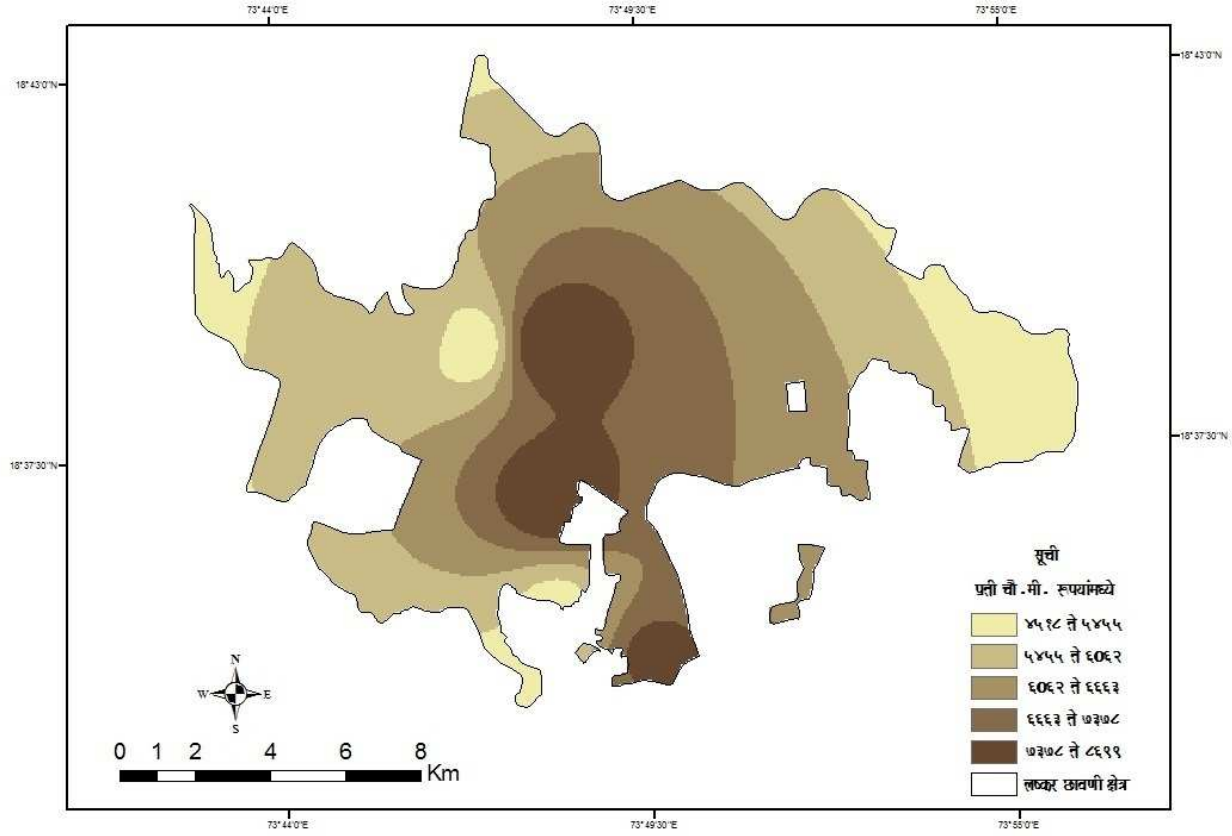 73°44'0"E 73°49'30"E 73°55'0"E
18°43'0"N 18°43'0"N
18°37'30"N 18°37'30"N
सूची
प्रती चौ.मी. रूपयांमध्ये
४५१८ ते ५४५५
५४५५ ते ६०६२
६०६२ ते ६६६३
६६६३ ते ७३७८
७३७८ ते ८६९९
लष्कर छावणी क्षेत्र
N
W E
S
0 1 2 4 6 8
Km
73°44'0"E 73°49'30"E 73°55'0"E